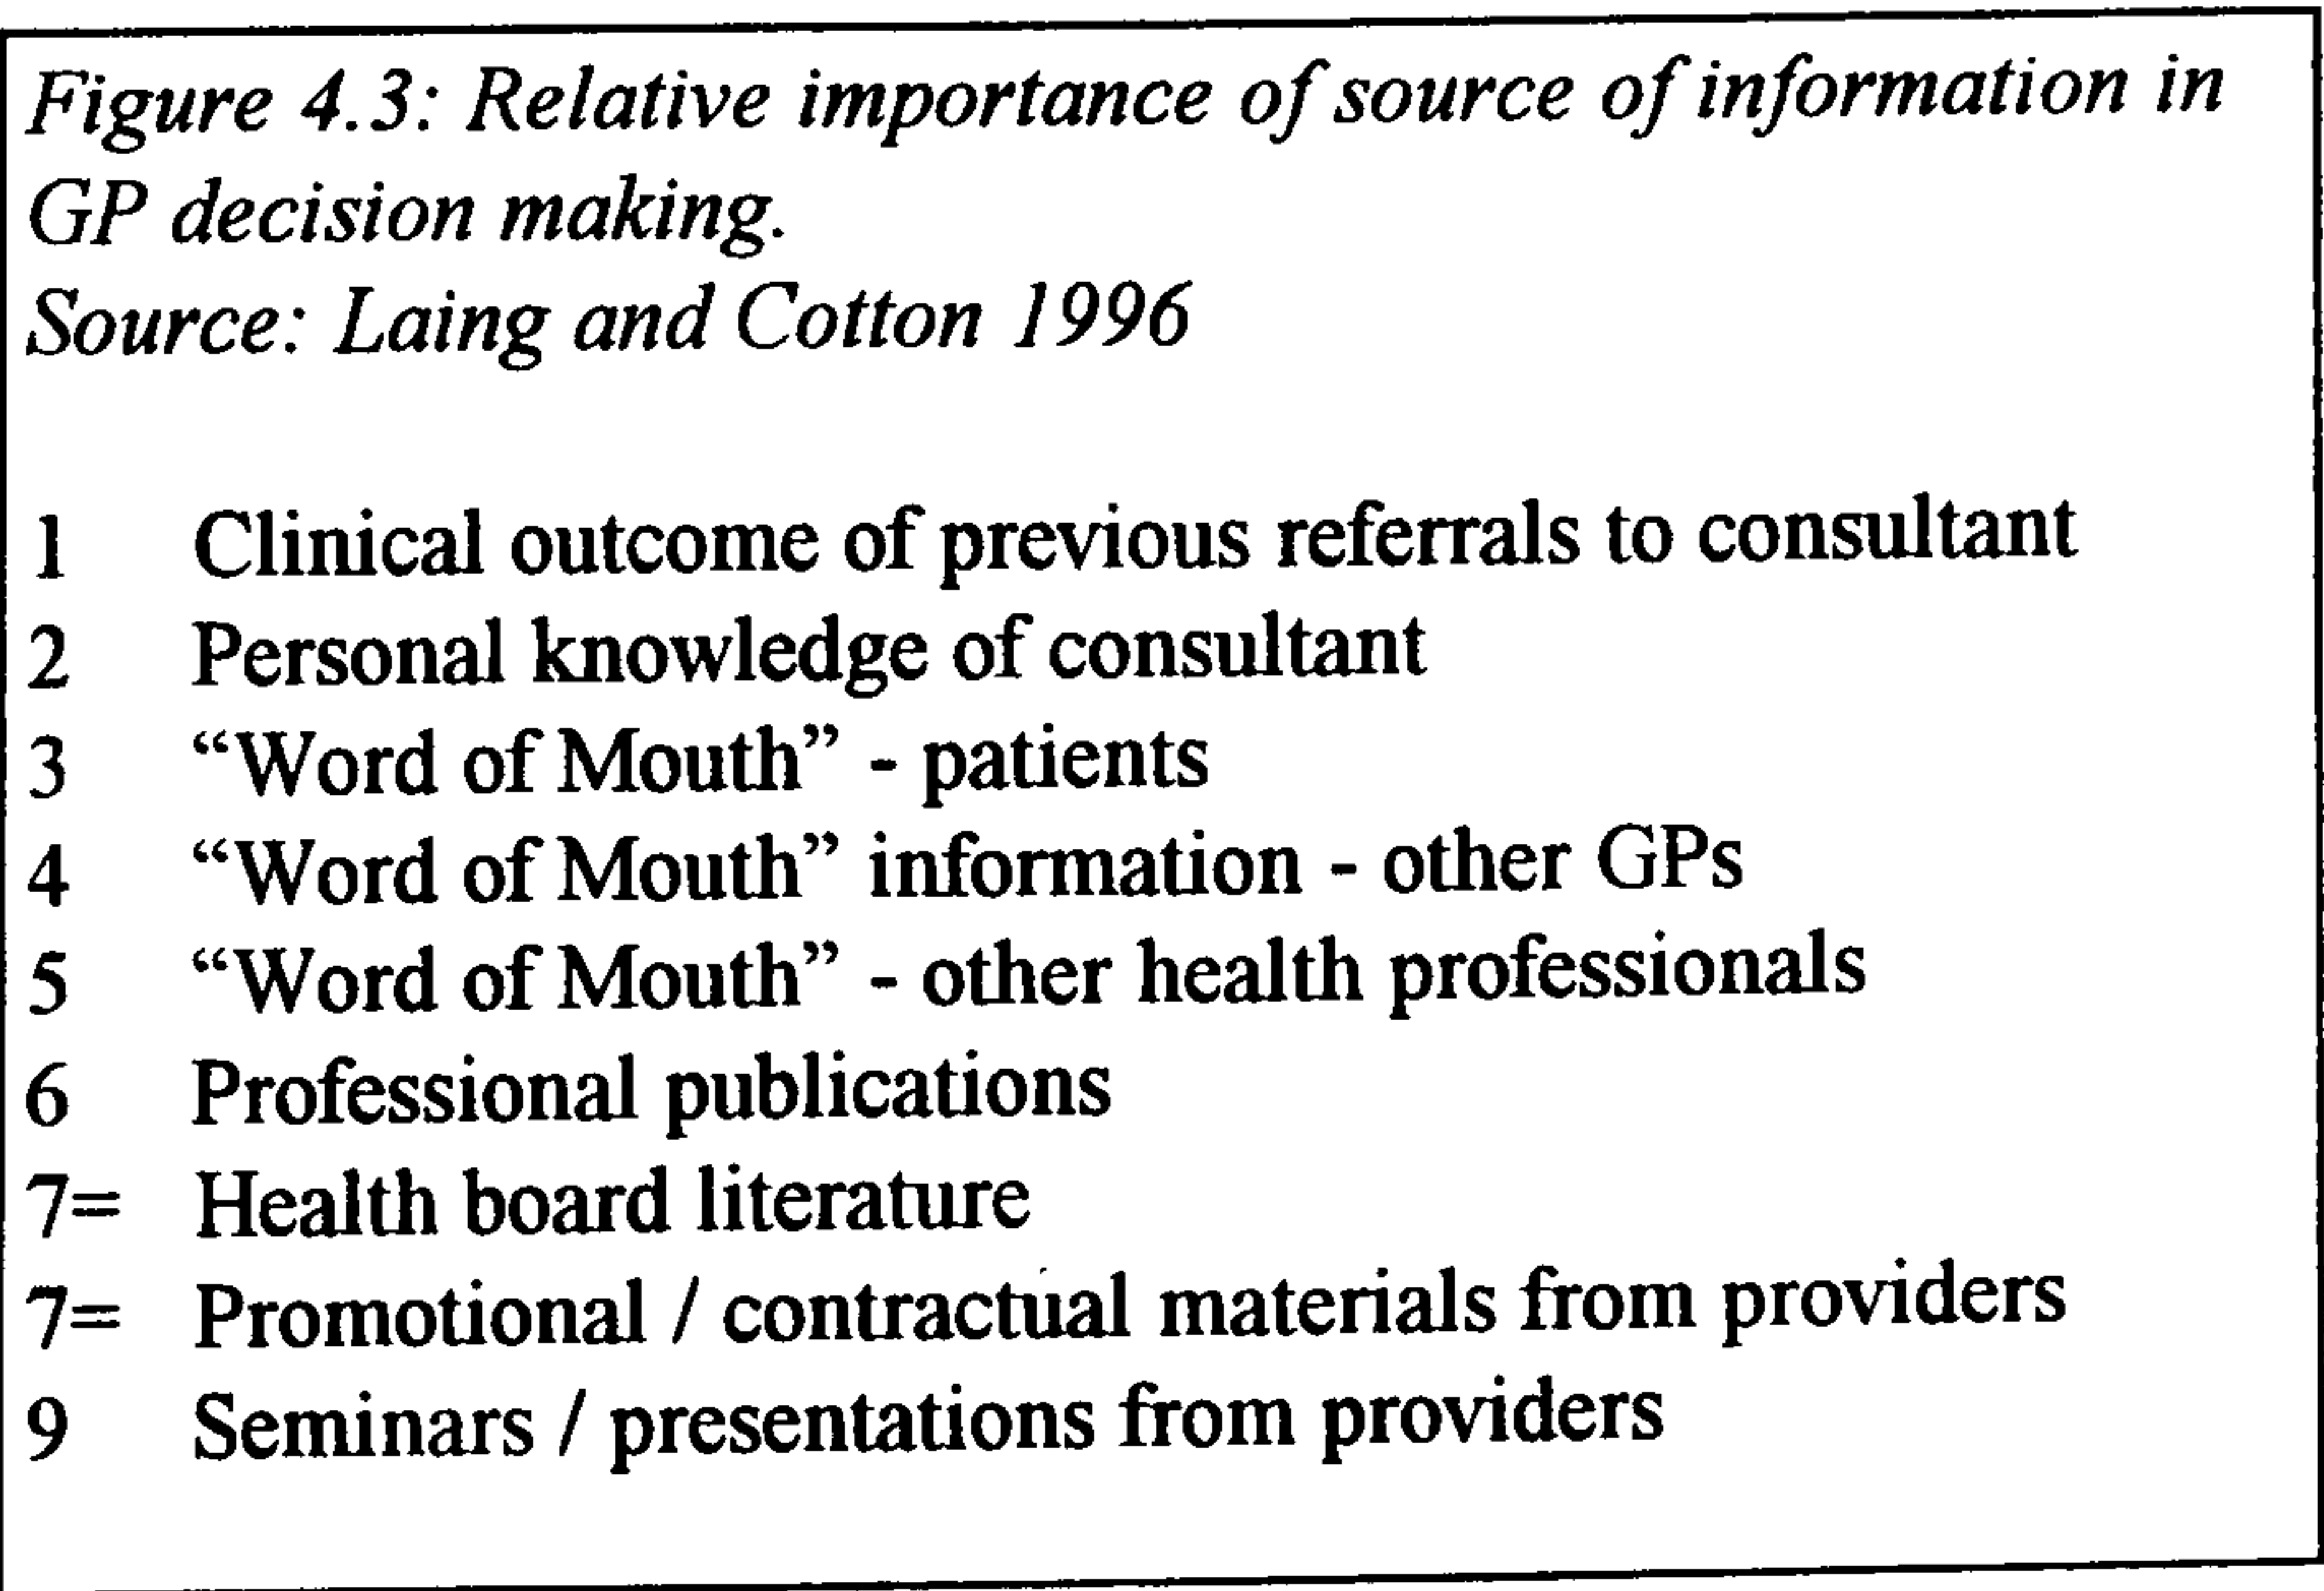 Figure 4.3: Relative importance of source of information in
GP decision making.
Source: Laing and Cotton 1996
1 Clinical outcome of previous referrals to consultant
2 Personal knowledge of consultant
3 “Word of Mouth” - patients
4 “Word of Mouth” information - other GPs
5 “Word of Mouth” - other health professionals
6 Professional publications
7= Health board literature
7= Promotional / contractual materials from providers
9 Seminars / presentations from providers